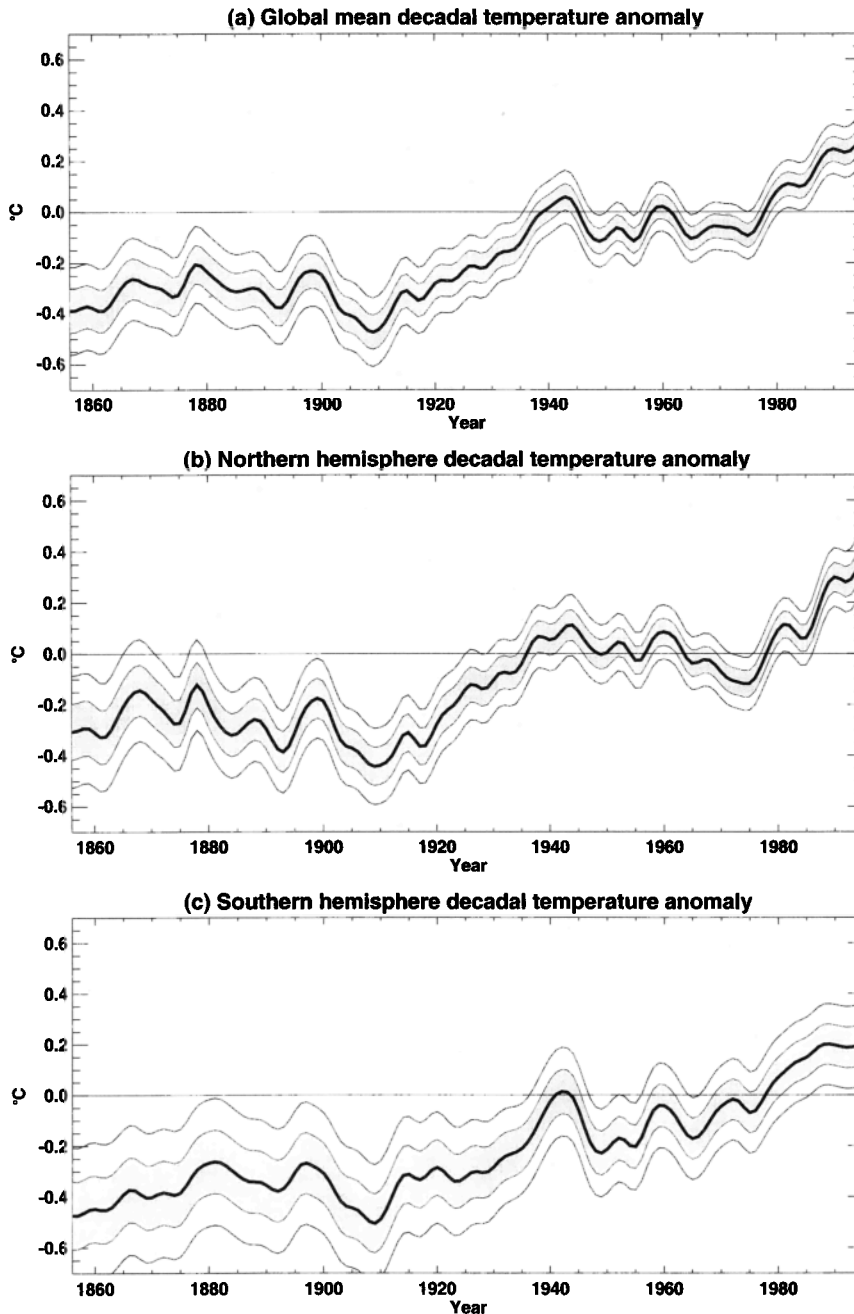 (a) Global mean decadal temperature anomaly
0.6
0.4
0.2
0.0
-0.2
-0.4
-0.6
°C
1860 1880 1900 1920 1940 1960 1980
Year
(b) Northern hemisphere decadal temperature anomaly
0.6
0.4
0.2
0.0
-0.2
-0.4
-0.6
°C
1860 1880 1900 1920 1940 1960 1980
Year
(c) Southern hemisphere decadal temperature anomaly
0.6
0.4
0.2
0.0
-0.2
-0.4
-0.6
°C
1860 1880 1900 1920 1940 1960 1980
Year